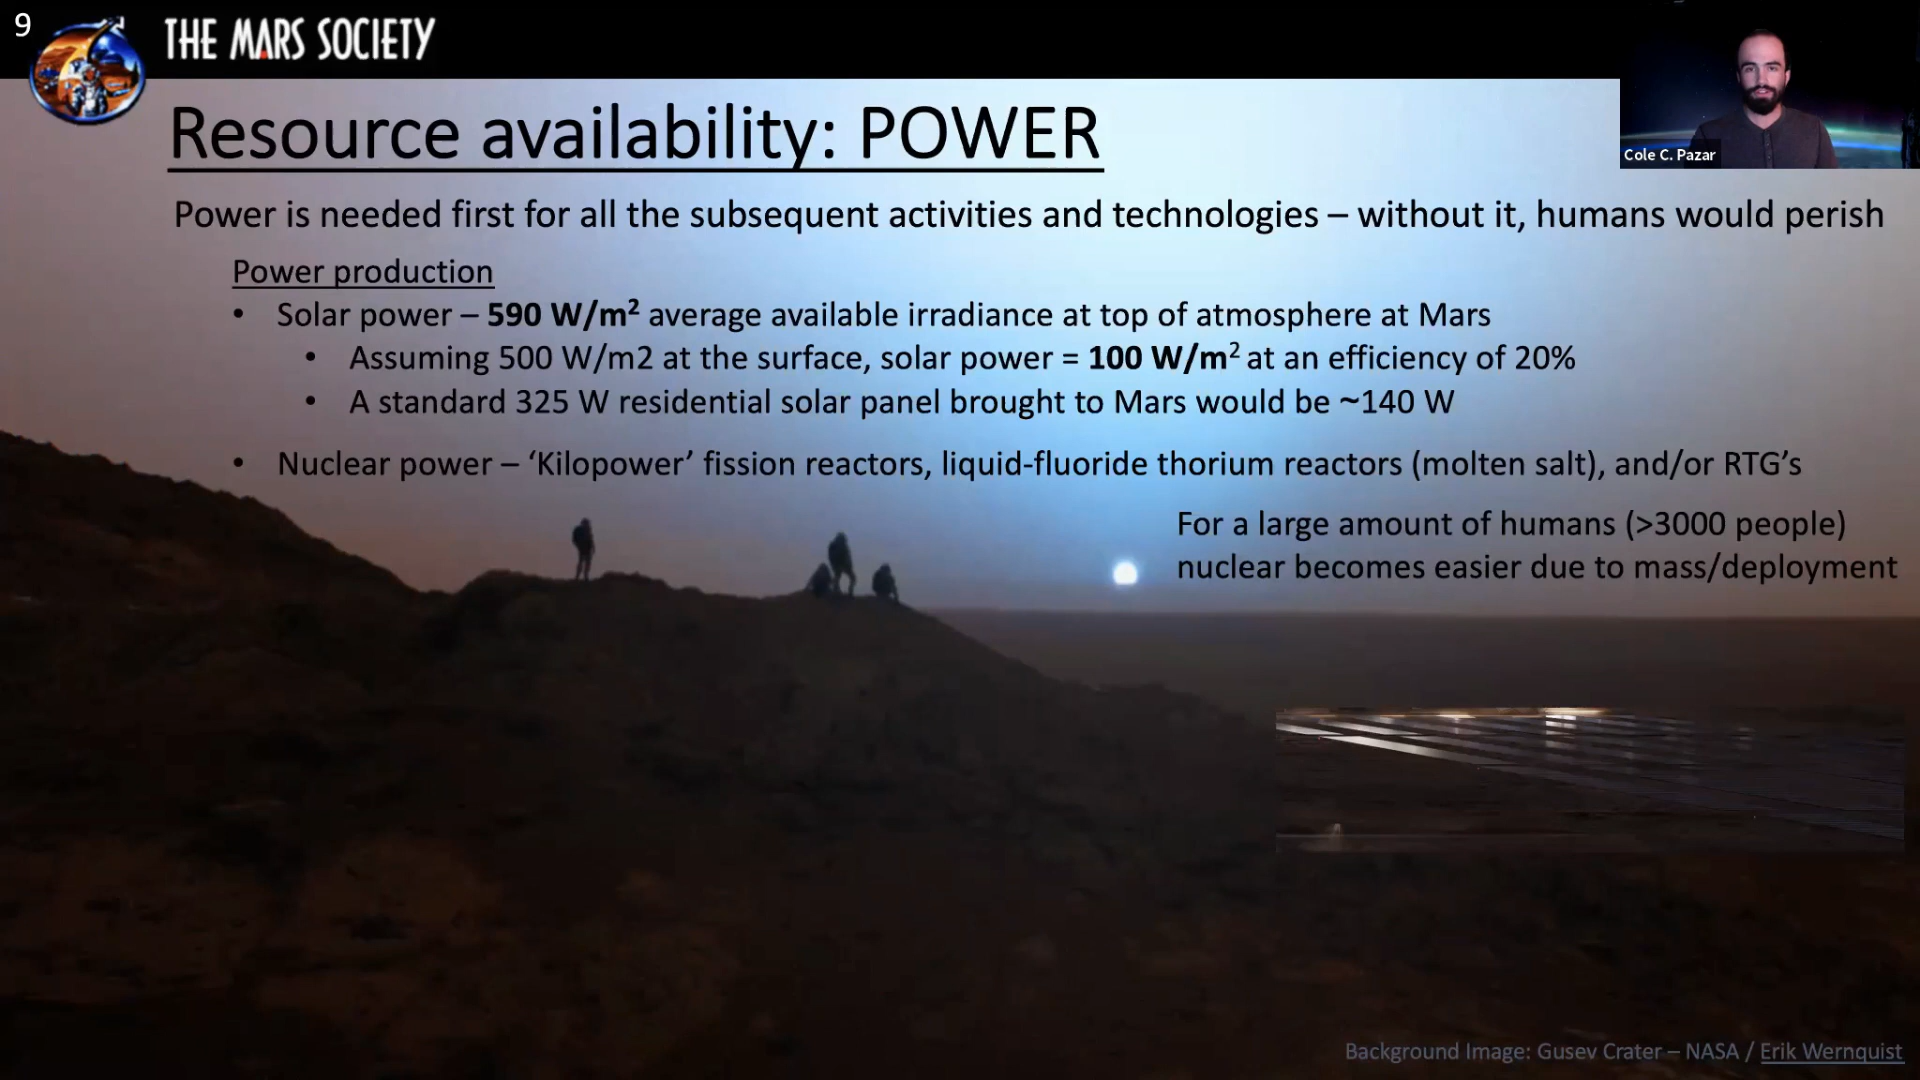 9
THE MARS SOCIETY
Cole C. Pazar
Resource availability: POWER
Power is needed first for all the subsequent activities and technologies – without it, humans would perish
Power production
• Solar power – 590 W/m² average available irradiance at top of atmosphere at Mars
• Assuming 500 W/m2 at the surface, solar power = 100 W/m² at an efficiency of 20%
• A standard 325 W residential solar panel brought to Mars would be ~140 W
• Nuclear power – ‘Kilopower’ fission reactors, liquid-fluoride thorium reactors (molten salt), and/or RTG’s
For a large amount of humans (>3000 people)
nuclear becomes easier due to mass/deployment
Background Image: Gusev Crater – NASA / Erik Wernquist